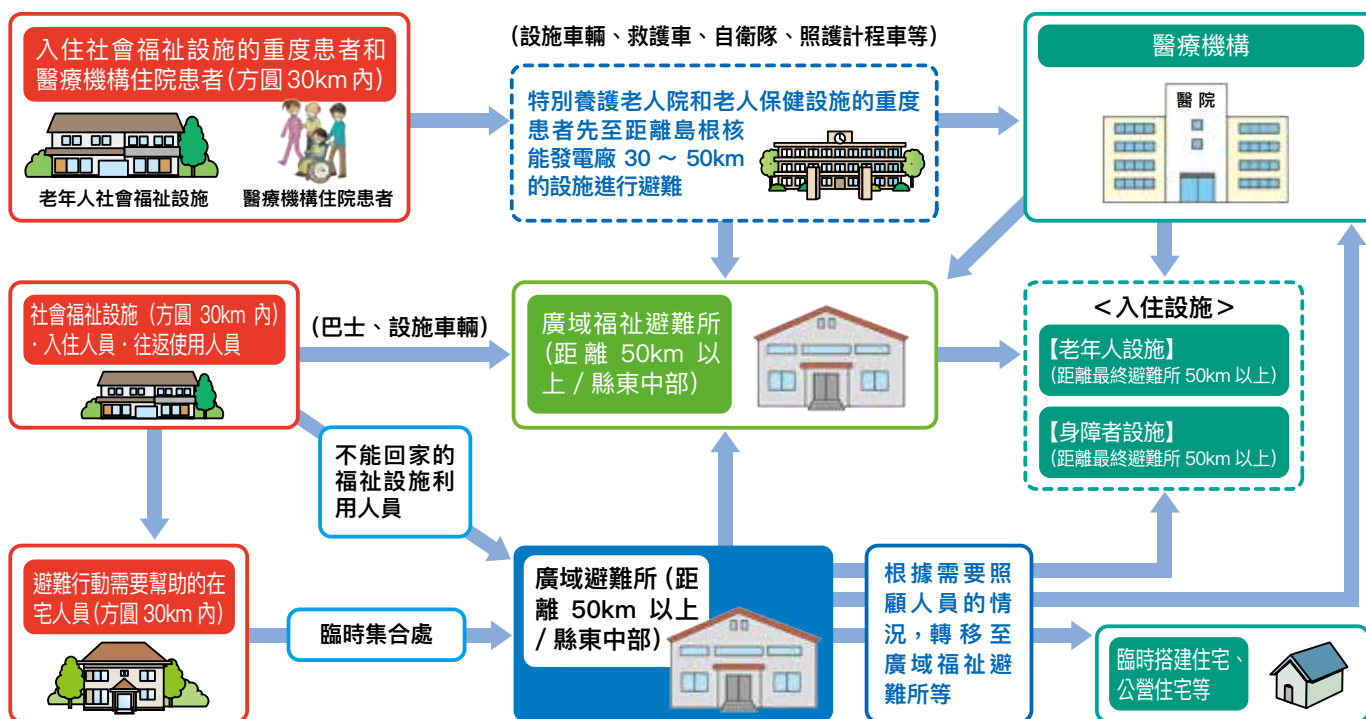 入住社會福祉設施的重度患者和
醫療機構住院患者(方圓 30km 內)
老年人社會福祉設施
醫療機構住院患者
(設施車輛、救護車、自衛隊、照護計程車等)
特別養護老人院和老人保健設施的重度
患者先至距離島根核
能發電廠 30 ～ 50km
的設施進行避難
醫療機構
醫院
社會福祉設施 (方圓 30km 內)
・入住人員・往返使用人員
(巴士、設施車輛)
廣域福祉避難所
(距離 50km 以
上 / 縣東中部)
＜入住設施＞
【老年人設施】
(距離最終避難所 50km 以上)
【身障者設施】
(距離最終避難所 50km 以上)
不能回家的
福祉設施利
用人員
避難行動需要幫助的在
宅人員(方圓 30km 內)
臨時集合處
廣域避難所 (距
離 50km 以上
/ 縣東中部)
根據需要照
顧人員的情
況，轉移至
廣域福祉避
難所等
臨時搭建住宅、
公營住宅等